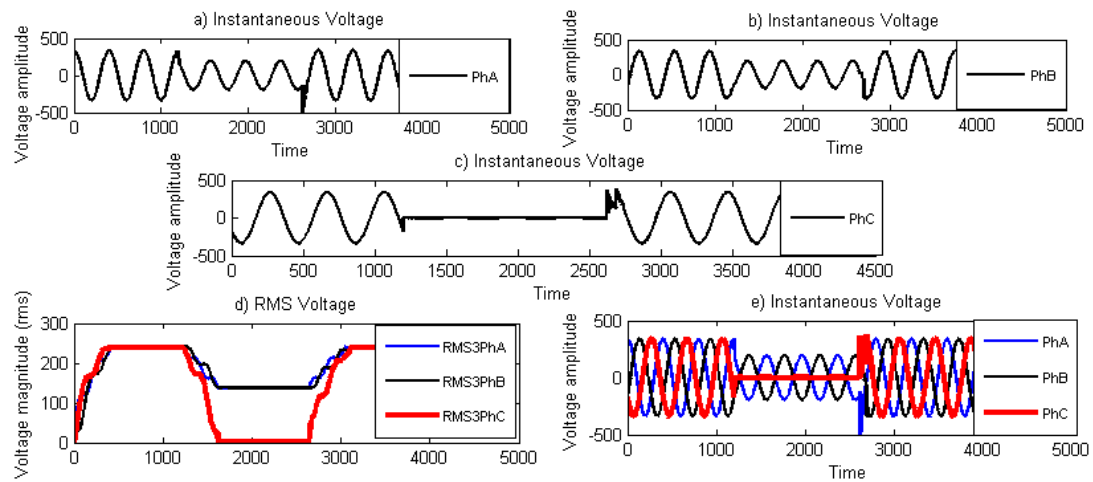 a) Instantaneous Voltage
Voltage amplitude
500
0
-500
PhA
0 1000 2000 3000 4000 5000
Time
b) Instantaneous Voltage
Voltage amplitude
500
0
-500
PhB
0 1000 2000 3000 4000 5000
Time
c) Instantaneous Voltage
Voltage amplitude
500
0
-500
PhC
0 500 1000 1500 2000 2500 3000 3500 4000 4500
Time
d) RMS Voltage
Voltage magnitude (rms)
300
200
100
0
RMS3PhA
RMS3PhB
RMS3PhC
0 1000 2000 3000 4000 5000
e) Instantaneous Voltage
Voltage amplitude
500
0
-500
PhA
PhB
PhC
0 1000 2000 3000 4000 5000
Time